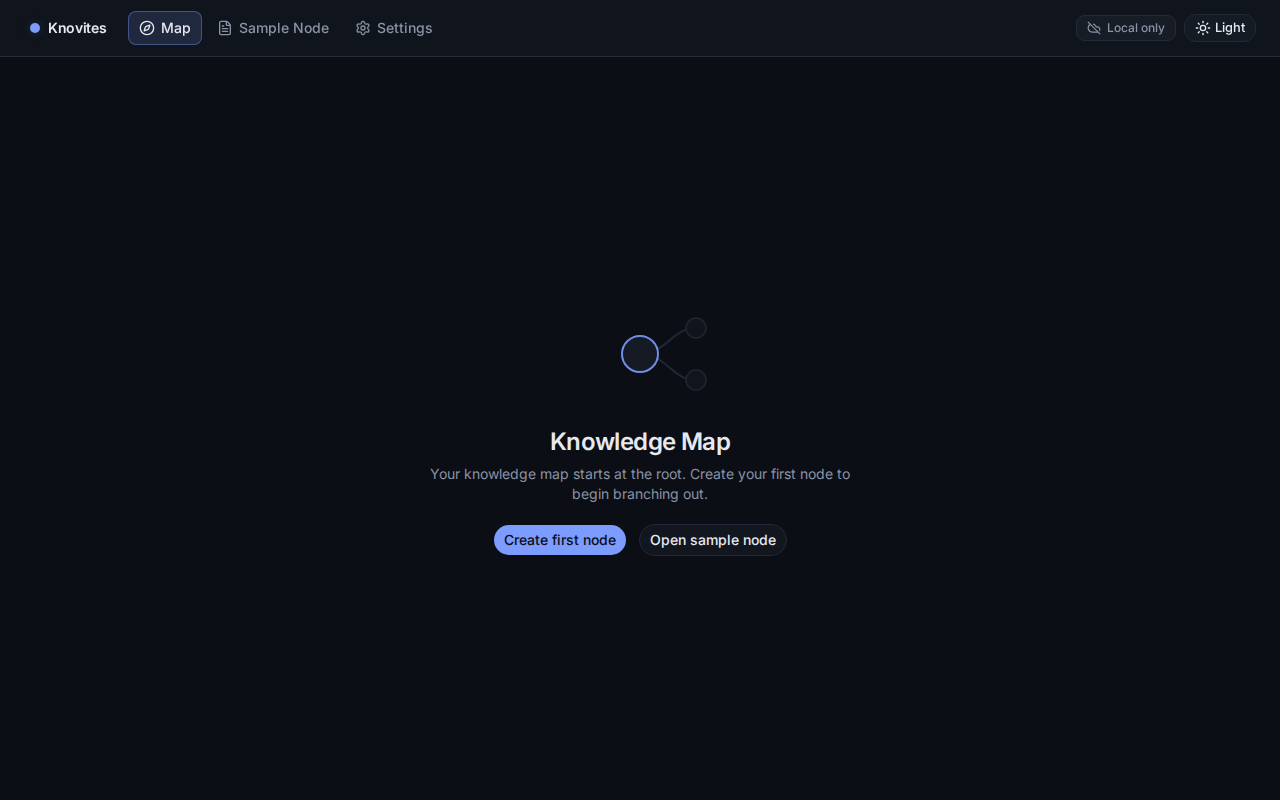 Knovites
Map
Sample Node
Settings
Local only
Light
Knowledge Map
Your knowledge map starts at the root. Create your first node to
begin branching out.
Create first node
Open sample node